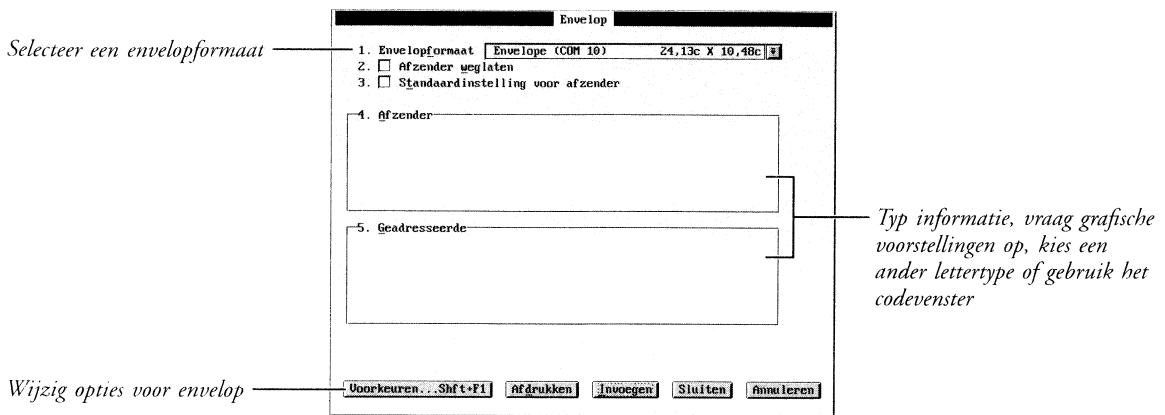 Envelop
Selecteer een envelopformaat
1. Envelopformaat Envelope (COM 10) 24,13c X 10,48c
2. Afzender weglaten
3. Standaardinstelling voor afzender
4. Afzender
5. Geadresseerde
Typ informatie, vraag grafische
voorstellingen op, kies een
ander lettertype of gebruik het
codevenster
Wijzig opties voor envelop
Voorkeuren...Shft+F1 Afdrukken Invoegen Sluiten Annuleren